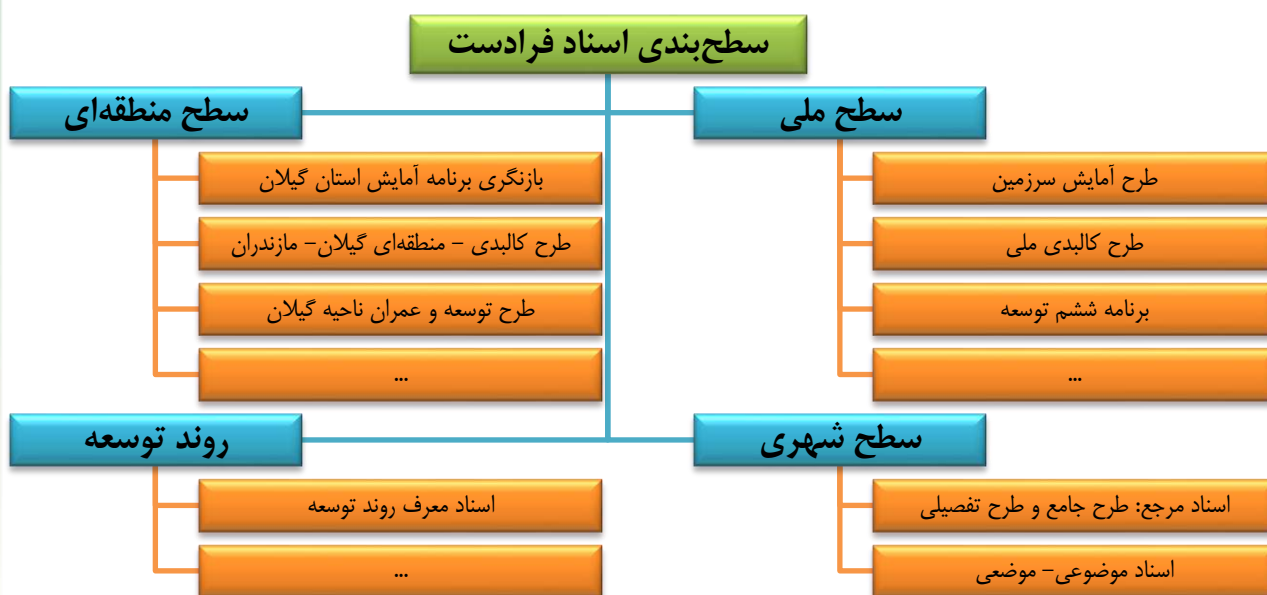 سطح‌بندی اسناد فرادست
سطح ملی
طرح آمایش سرزمین
طرح کالبدی ملی
برنامه ششم توسعه
...
سطح منطقه‌ای
بازنگری برنامه آمایش استان گیلان
طرح کالبدی – منطقه‌ای گیلان- مازندران
طرح توسعه و عمران ناحیه گیلان
...
سطح شهری
اسناد مرجع: طرح جامع و طرح تفصیلی
اسناد موضوعی- موضعی
روند توسعه
اسناد معرف روند توسعه
...